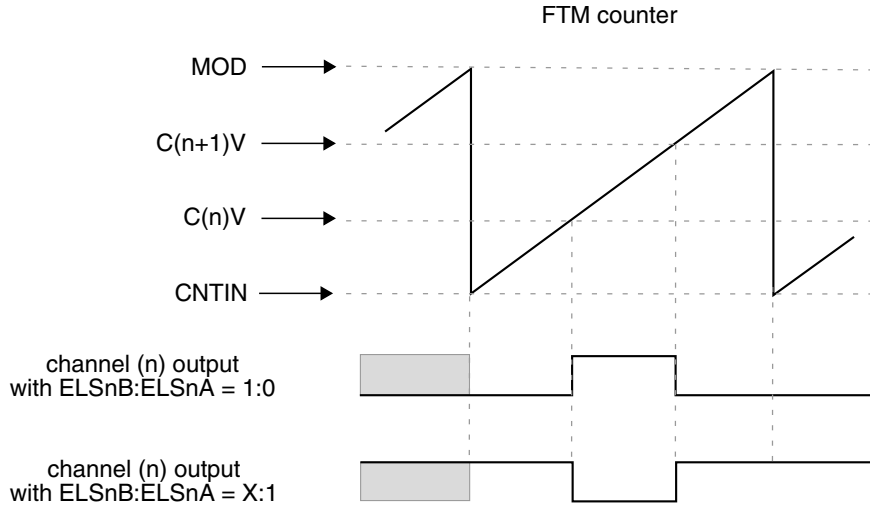 FTM counter
MOD
C(n+1)V
C(n)V
CNTIN
channel (n) output
with ELSnB:ELSnA = 1:0
channel (n) output
with ELSnB:ELSnA = X:1